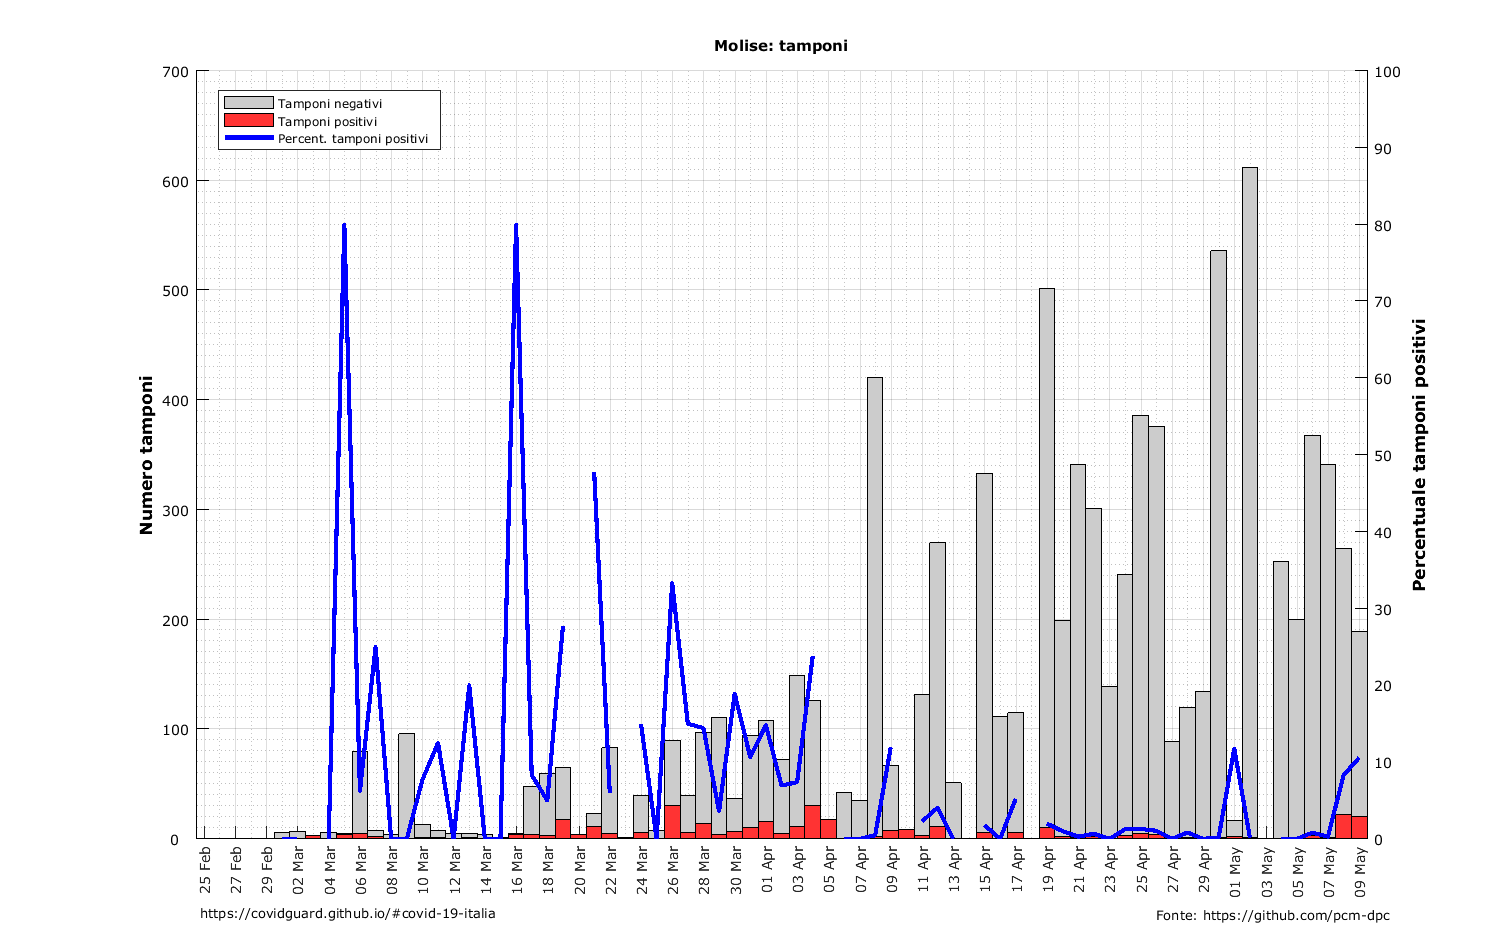 Molise: tamponi
700
600
500
400
300
200
100
0
100
90
80
70
60
50
40
30
20
10
0
Tamponi negativi
Tamponi positivi
Percent. tamponi positivi
Numero tamponi
Percentuale tamponi positivi
25 Feb
27 Feb
29 Feb
02 Mar
04 Mar
06 Mar
08 Mar
10 Mar
12 Mar
14 Mar
16 Mar
18 Mar
20 Mar
22 Mar
24 Mar
26 Mar
28 Mar
30 Mar
01 Apr
03 Apr
05 Apr
07 Apr
09 Apr
11 Apr
13 Apr
15 Apr
17 Apr
19 Apr
21 Apr
23 Apr
25 Apr
27 Apr
29 Apr
01 May
03 May
05 May
07 May
09 May
https://covidguard.github.io/#covid-19-italia
Fonte: https://github.com/pcm-dpc